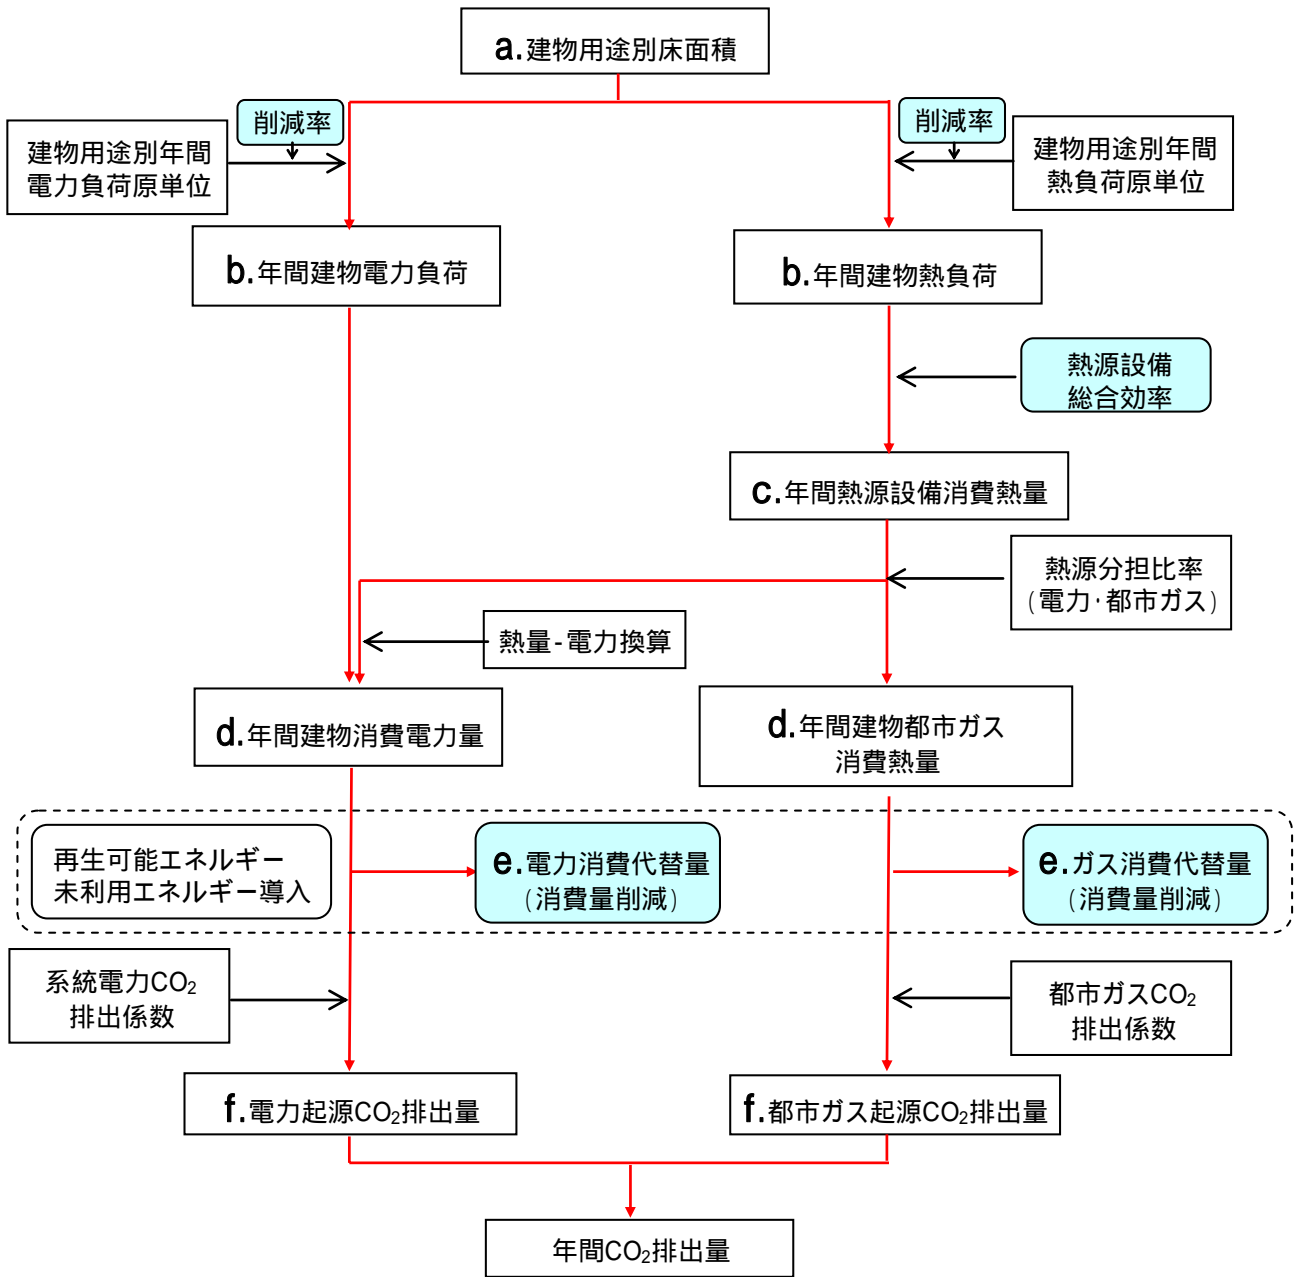 a.建物用途別床面積
削減率
削減率
建物用途別年間
電力負荷原単位
建物用途別年間
熱負荷原単位
b.年間建物電力負荷
b.年間建物熱負荷
熱源設備
総合効率
c.年間熱源設備消費熱量
熱源分担比率
(電力・都市ガス)
熱量-電力換算
d.年間建物消費電力量
d.年間建物都市ガス
消費熱量
再生可能エネルギー
未利用エネルギー導入
e.電力消費代替量
(消費量削減)
e.ガス消費代替量
(消費量削減)
系統電力CO₂
排出係数
都市ガスCO₂
排出係数
f.電力起源CO₂排出量
f.都市ガス起源CO₂排出量
年間CO₂排出量